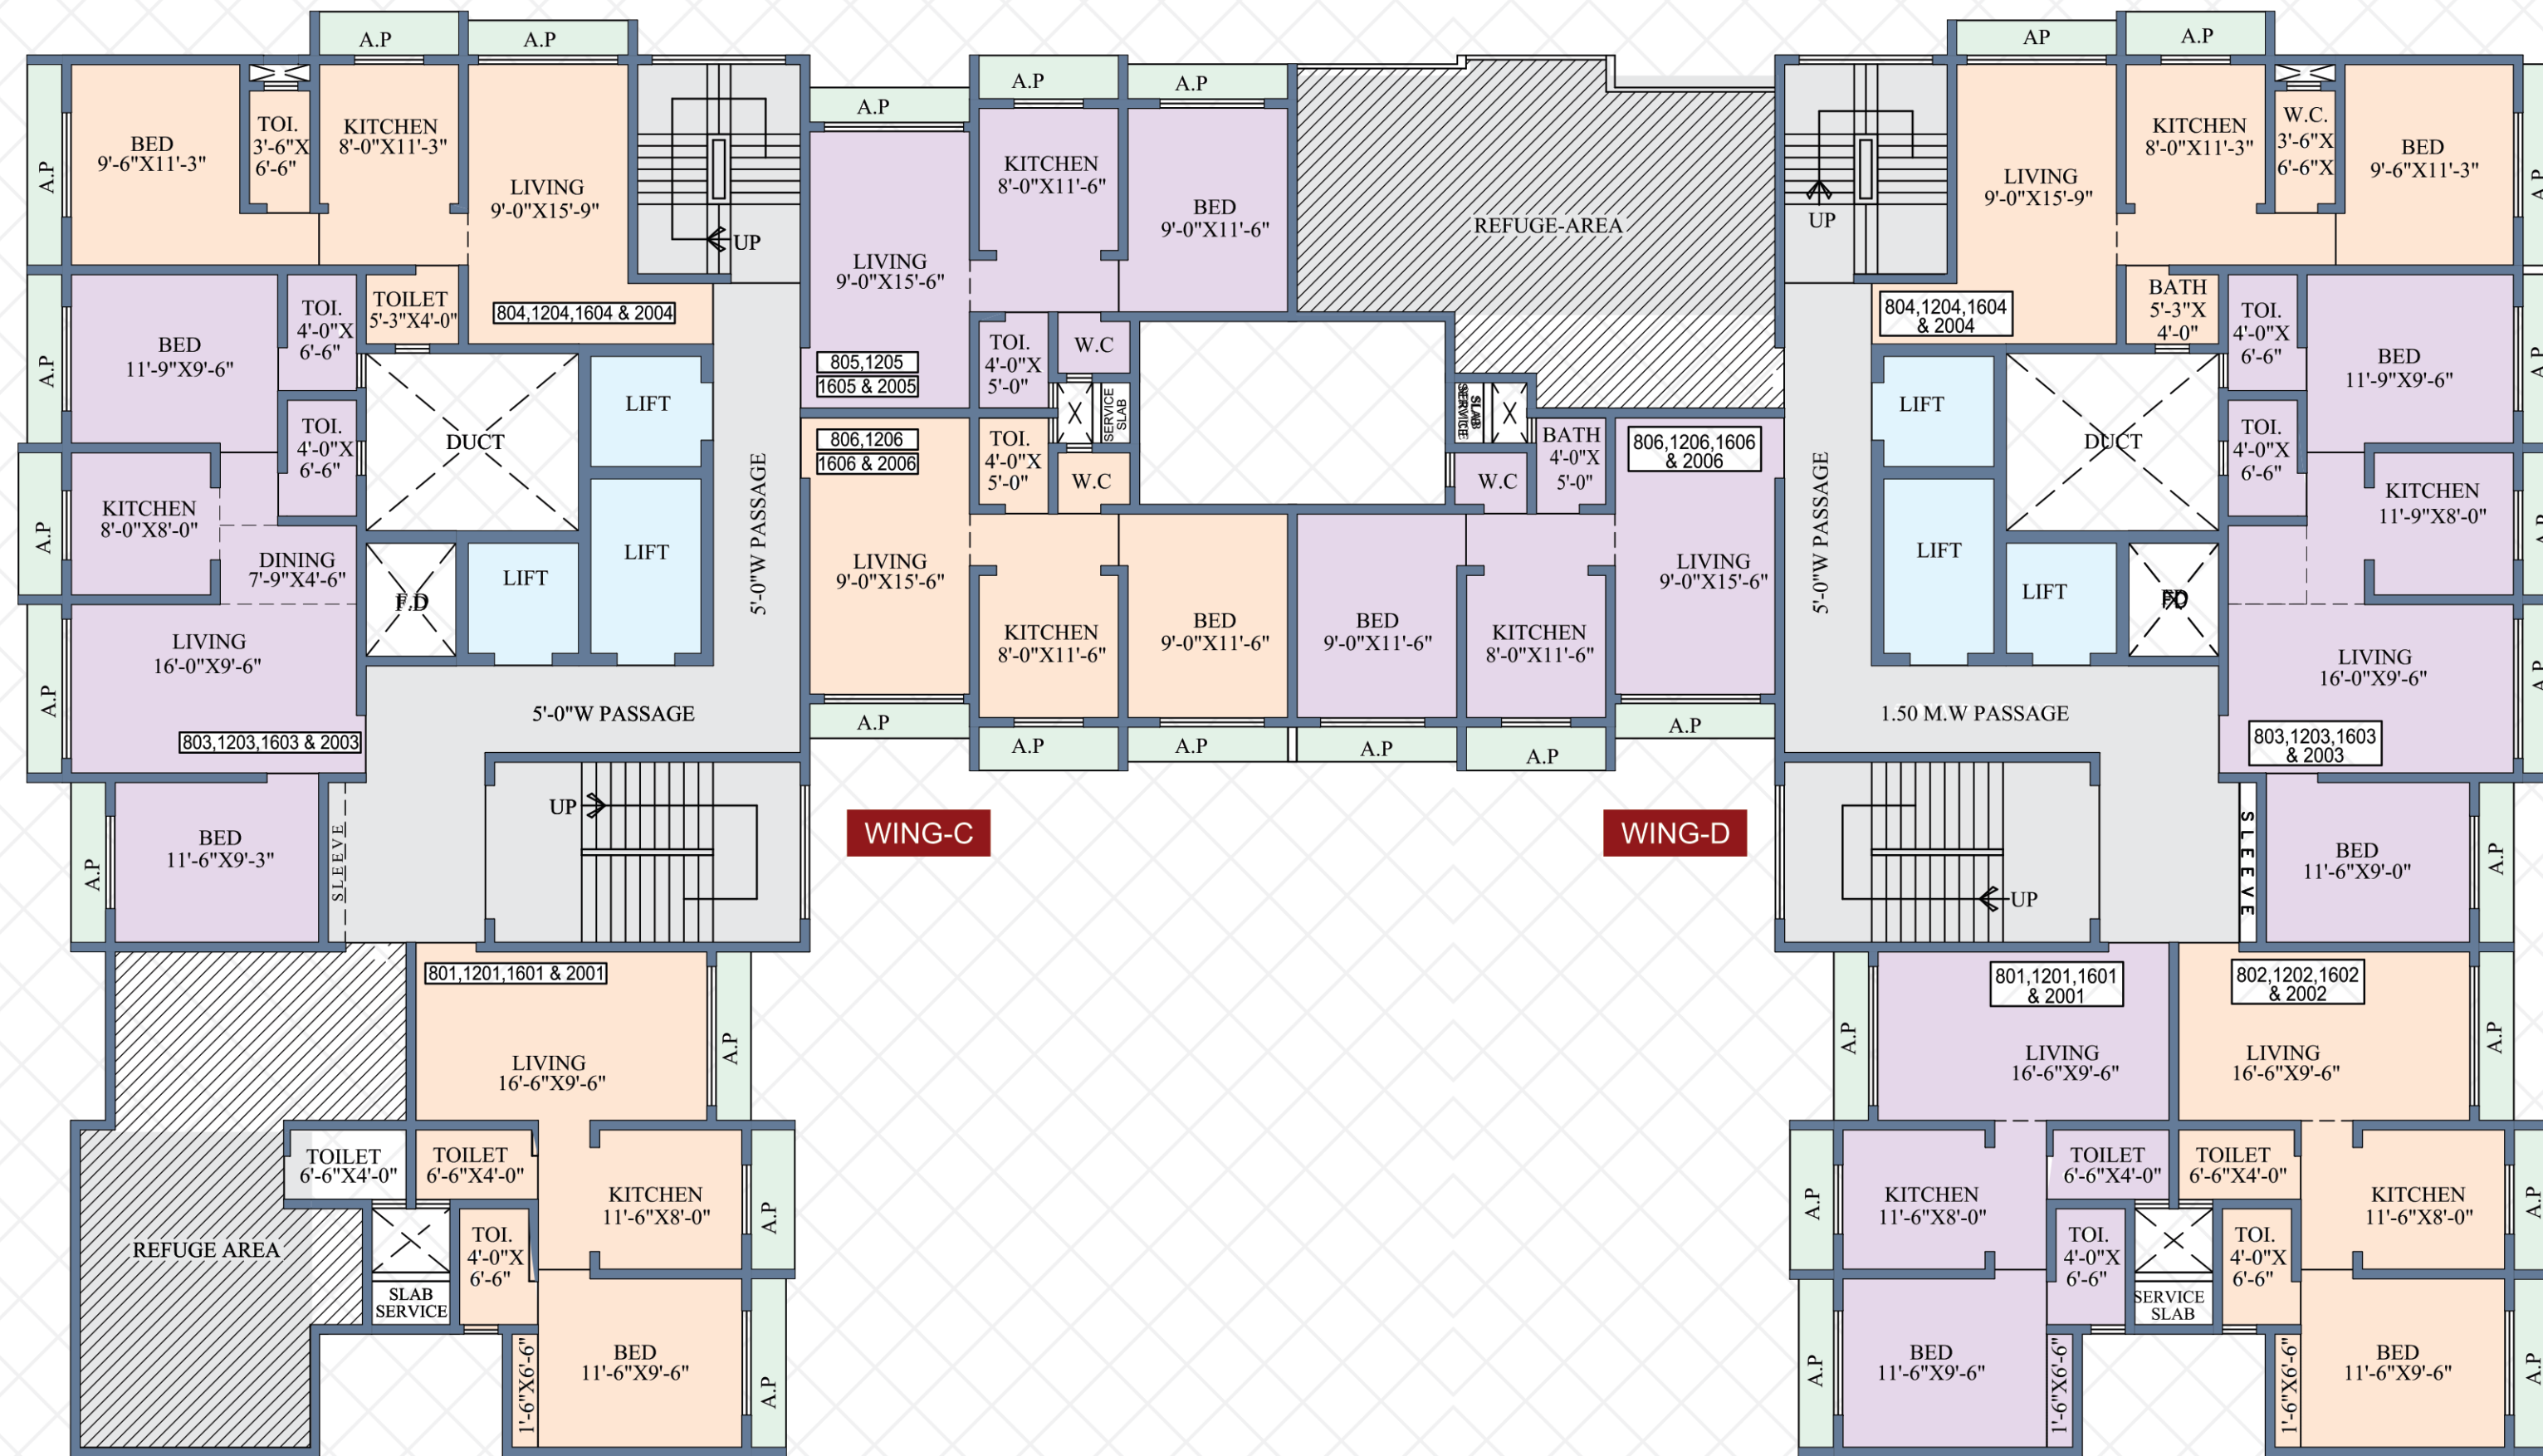 A.P
A.P
A.P
BED
9'-6"X11'-3"
TOI.
3'-6"X
6'-6"
KITCHEN
8'-0"X11'-3"
LIVING
9'-0"X15'-9"
804,1204,1604 & 2004
UP
A.P
BED
11'-9"X9'-6"
TOI.
4'-0"X
6'-6"
TOILET
5'-3"X4'-0"
TOI.
4'-0"X
6'-6"
DUCT
LIFT
LIFT
LIFT
F.D
A.P
KITCHEN
8'-0"X8'-0"
DINING
7'-9"X4'-6"
A.P
LIVING
16'-0"X9'-6"
803,1203,1603 & 2003
5'-0"W PASSAGE
5'-0"W PASSAGE
A.P
BED
11'-6"X9'-3"
SLEEVE
UP
801,1201,1601 & 2001
LIVING
16'-6"X9'-6"
A.P
TOILET
6'-6"X4'-0"
TOILET
6'-6"X4'-0"
KITCHEN
11'-6"X8'-0"
A.P
REFUGE AREA
TOI.
4'-0"X
6'-6"
SLAB
SERVICE
BED
11'-6"X9'-6"
1'-6"X6'-6"
A.P
A.P
A.P
A.P
LIVING
9'-0"X15'-6"
KITCHEN
8'-0"X11'-6"
BED
9'-0"X11'-6"
805,1205
1605 & 2005
TOI.
4'-0"X
5'-0"
W.C
SERVICE
SLAB
806,1206
1606 & 2006
TOI.
4'-0"X
5'-0"
W.C
LIVING
9'-0"X15'-6"
KITCHEN
8'-0"X11'-6"
BED
9'-0"X11'-6"
A.P
A.P
A.P
WING-C
REFUGE-AREA
SERVICE
SLAB
W.C
BATH
4'-0"X
5'-0"
806,1206,1606
& 2006
BED
9'-0"X11'-6"
KITCHEN
8'-0"X11'-6"
LIVING
9'-0"X15'-6"
A.P
A.P
A.P
WING-D
AP
A.P
UP
LIVING
9'-0"X15'-9"
KITCHEN
8'-0"X11'-3"
W.C.
3'-6"X
6'-6"X
BED
9'-6"X11'-3"
A.P
804,1204,1604
& 2004
BATH
5'-3"X
4'-0"
TOI.
4'-0"X
6'-6"
BED
11'-9"X9'-6"
A.P
LIFT
DUCT
TOI.
4'-0"X
6'-6"
KITCHEN
11'-9"X8'-0"
A.P
5'-0"W PASSAGE
LIFT
LIFT
FD
LIVING
16'-0"X9'-6"
A.P
1.50 M.W PASSAGE
803,1203,1603
& 2003
UP
SLEEVE
BED
11'-6"X9'-0"
A.P
801,1201,1601
& 2001
802,1202,1602
& 2002
A.P
LIVING
16'-6"X9'-6"
LIVING
16'-6"X9'-6"
A.P
A.P
KITCHEN
11'-6"X8'-0"
TOILET
6'-6"X4'-0"
TOILET
6'-6"X4'-0"
KITCHEN
11'-6"X8'-0"
A.P
TOI.
4'-0"X
6'-6"
TOI.
4'-0"X
6'-6"
SERVICE
SLAB
A.P
BED
11'-6"X9'-6"
1'-6"X6'-6"
1'-6"X6'-6"
BED
11'-6"X9'-6"
A.P